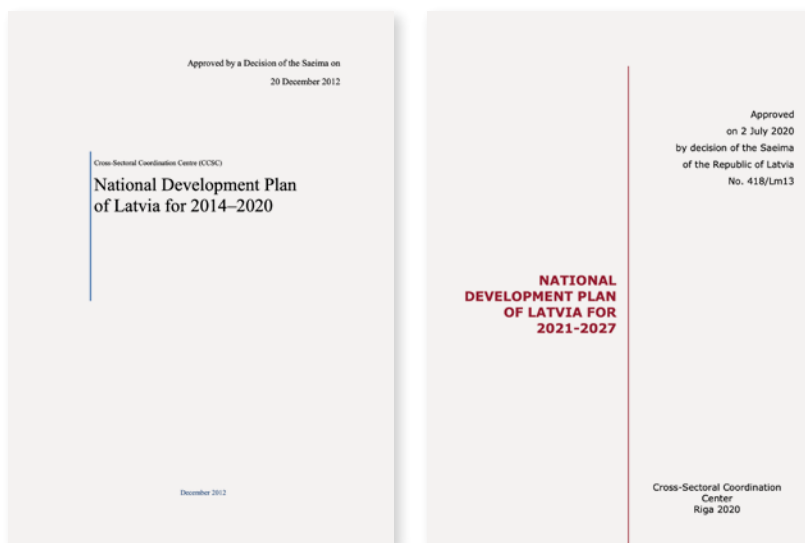 Approved by a Decision of the Saeima on
20 December 2012
Cross-Sectoral Coordination Centre (CCSC)
National Development Plan
of Latvia for 2014–2020
December 2012
Approved
on 2 July 2020
by decision of the Saeima
of the Republic of Latvia
No. 418/Lm13
NATIONAL
DEVELOPMENT PLAN
OF LATVIA FOR
2021-2027
Cross-Sectoral Coordination
Center
Riga 2020